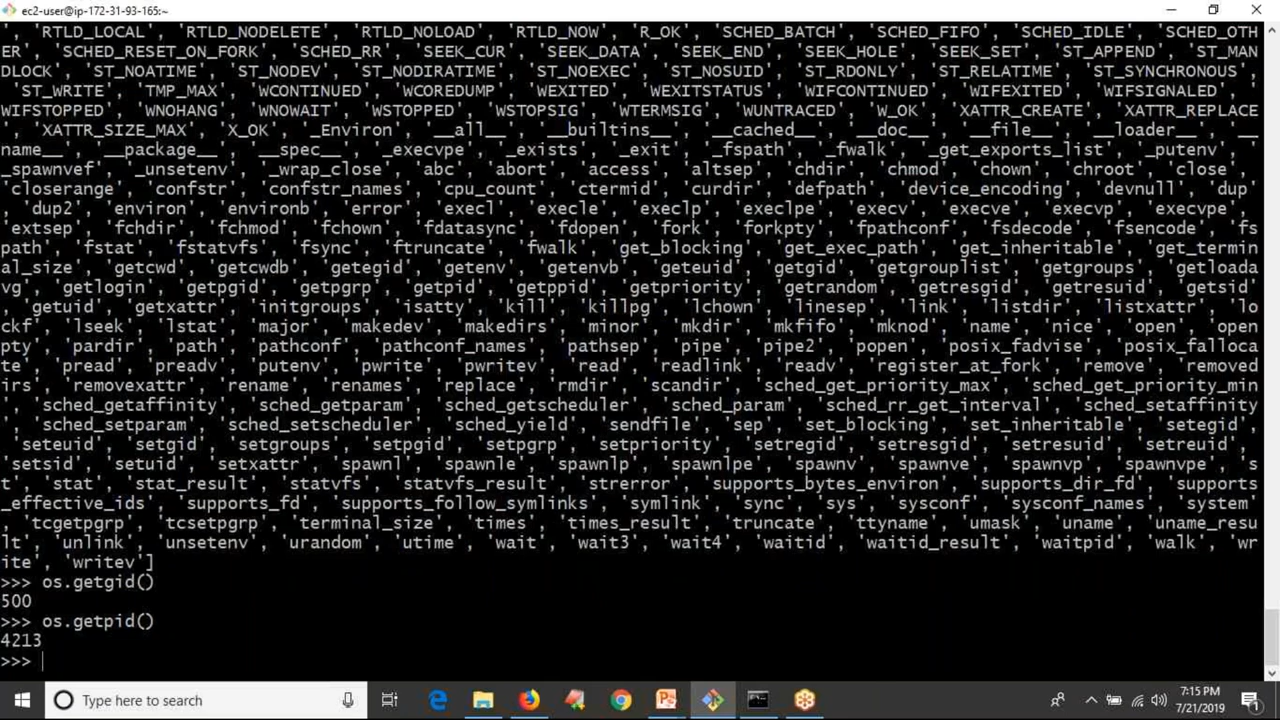 ec2-user@ip-172-31-93-165:~
', 'RTLD_LOCAL', 'RTLD_NODELETE', 'RTLD_NOLOAD', 'RTLD_NOW', 'R_OK', 'SCHED_BATCH', 'SCHED_FIFO', 'SCHED_IDLE', 'SCHED_OTH
ER', 'SCHED_RESET_ON_FORK', 'SCHED_RR', 'SEEK_CUR', 'SEEK_DATA', 'SEEK_END', 'SEEK_HOLE', 'SEEK_SET', 'ST_APPEND', 'ST_MAN
DLOCK', 'ST_NOATIME', 'ST_NODEV', 'ST_NODIRATIME', 'ST_NOEXEC', 'ST_NOSUID', 'ST_RDONLY', 'ST_RELATIME', 'ST_SYNCHRONOUS',
 'ST_WRITE', 'TMP_MAX', 'WCONTINUED', 'WCOREDUMP', 'WEXITED', 'WEXITSTATUS', 'WIFCONTINUED', 'WIFEXITED', 'WIFSIGNALED', '
WIFSTOPPED', 'WNOHANG', 'WNOWAIT', 'WSTOPPED', 'WSTOPSIG', 'WTERMSIG', 'WUNTRACED', 'W_OK', 'XATTR_CREATE', 'XATTR_REPLACE
', 'XATTR_SIZE_MAX', 'X_OK', '_Environ', '__all__', '__builtins__', '__cached__', '__doc__', '__file__', '__loader__', '__
name__', '__package__', '__spec__', '_execvpe', '_exists', '_exit', '_fspath', '_fwalk', '_get_exports_list', '_putenv', '
_spawnvef', '_unsetenv', '_wrap_close', 'abc', 'abort', 'access', 'altsep', 'chdir', 'chmod', 'chown', 'chroot', 'close',
'closerange', 'confstr', 'confstr_names', 'cpu_count', 'ctermid', 'curdir', 'defpath', 'device_encoding', 'devnull', 'dup'
, 'dup2', 'environ', 'environb', 'error', 'execl', 'execle', 'execlp', 'execlpe', 'execv', 'execve', 'execvp', 'execvpe',
'extsep', 'fchdir', 'fchmod', 'fchown', 'fdatasync', 'fdopen', 'fork', 'forkpty', 'fpathconf', 'fsdecode', 'fsencode', 'fs
path', 'fstat', 'fstatvfs', 'fsync', 'ftruncate', 'fwalk', 'get_blocking', 'get_exec_path', 'get_inheritable', 'get_termin
al_size', 'getcwd', 'getcwdb', 'getegid', 'getenv', 'getenvb', 'geteuid', 'getgid', 'getgrouplist', 'getgroups', 'getloada
vg', 'getlogin', 'getpgid', 'getpgrp', 'getpid', 'getppid', 'getpriority', 'getrandom', 'getresgid', 'getresuid', 'getsid'
, 'getuid', 'getxattr', 'initgroups', 'isatty', 'kill', 'killpg', 'lchown', 'linesep', 'link', 'listdir', 'listxattr', 'lo
ckf', 'lseek', 'lstat', 'major', 'makedev', 'makedirs', 'minor', 'mkdir', 'mkfifo', 'mknod', 'name', 'nice', 'open', 'open
pty', 'pardir', 'path', 'pathconf', 'pathconf_names', 'pathsep', 'pipe', 'pipe2', 'popen', 'posix_fadvise', 'posix_falloca
te', 'pread', 'preadv', 'putenv', 'pwrite', 'pwritev', 'read', 'readlink', 'readv', 'register_at_fork', 'remove', 'removed
irs', 'removexattr', 'rename', 'renames', 'replace', 'rmdir', 'scandir', 'sched_get_priority_max', 'sched_get_priority_min
', 'sched_getaffinity', 'sched_getparam', 'sched_getscheduler', 'sched_param', 'sched_rr_get_interval', 'sched_setaffinity
', 'sched_setparam', 'sched_setscheduler', 'sched_yield', 'sendfile', 'sep', 'set_blocking', 'set_inheritable', 'setegid',
'seteuid', 'setgid', 'setgroups', 'setpgid', 'setpgrp', 'setpriority', 'setregid', 'setresgid', 'setresuid', 'setreuid',
'setsid', 'setuid', 'setxattr', 'spawnl', 'spawnle', 'spawnlp', 'spawnlpe', 'spawnv', 'spawnve', 'spawnvp', 'spawnvpe', 's
t', 'stat', 'stat_result', 'statvfs', 'statvfs_result', 'strerror', 'supports_bytes_environ', 'supports_dir_fd', 'supports
_effective_ids', 'supports_fd', 'supports_follow_symlinks', 'symlink', 'sync', 'sys', 'sysconf', 'sysconf_names', 'system'
, 'tcgetpgrp', 'tcsetpgrp', 'terminal_size', 'times', 'times_result', 'truncate', 'ttyname', 'umask', 'uname', 'uname_resu
lt', 'unlink', 'unsetenv', 'urandom', 'utime', 'wait', 'wait3', 'wait4', 'waitid', 'waitid_result', 'waitpid', 'walk', 'wr
ite', 'writev']
>>> os.getgid()
500
>>> os.getpid()
4213
>>>
Type here to search
7:15 PM
7/21/2019
1